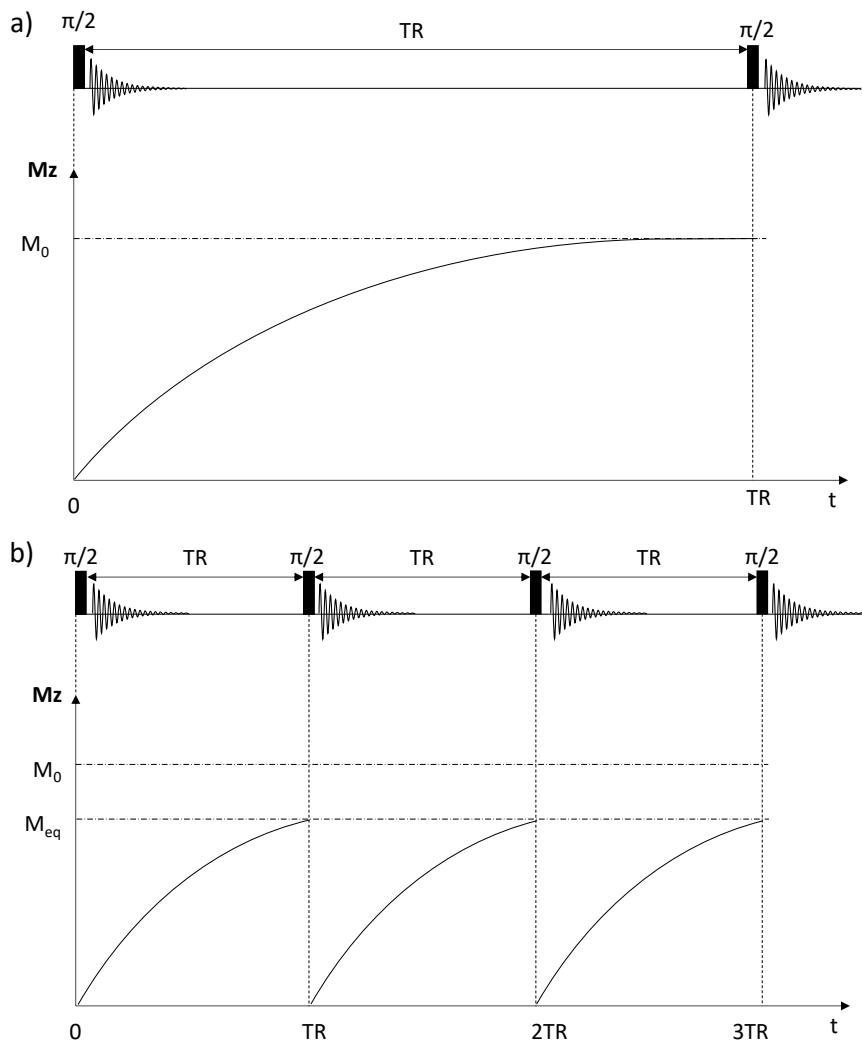 a)
π/2 TR π/2
Mz
M₀
0 TR t
b)
π/2 TR π/2 TR π/2 TR π/2
Mz
M₀
Meq
0 TR 2TR 3TR t